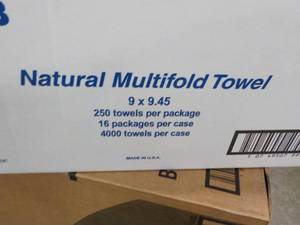 Natural Multifold Towel
9 x 9.45
250 towels per package
16 packages per case
4000 towels per case
MADE IN U.S.A.